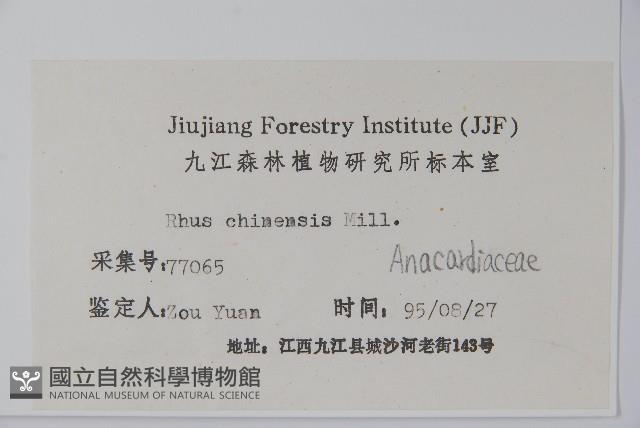 Jiujiang Forestry Institute (JJF)
九江森林植物研究所标本室
Rhus chinensis Mill.
采集号:77065
Anacardiaceae
鉴定人:Zou Yuan 时间: 95/08/27
地址: 江西九江县城沙河老街143号
國立自然科學博物館
NATIONAL MUSEUM OF NATURAL SCIENCE